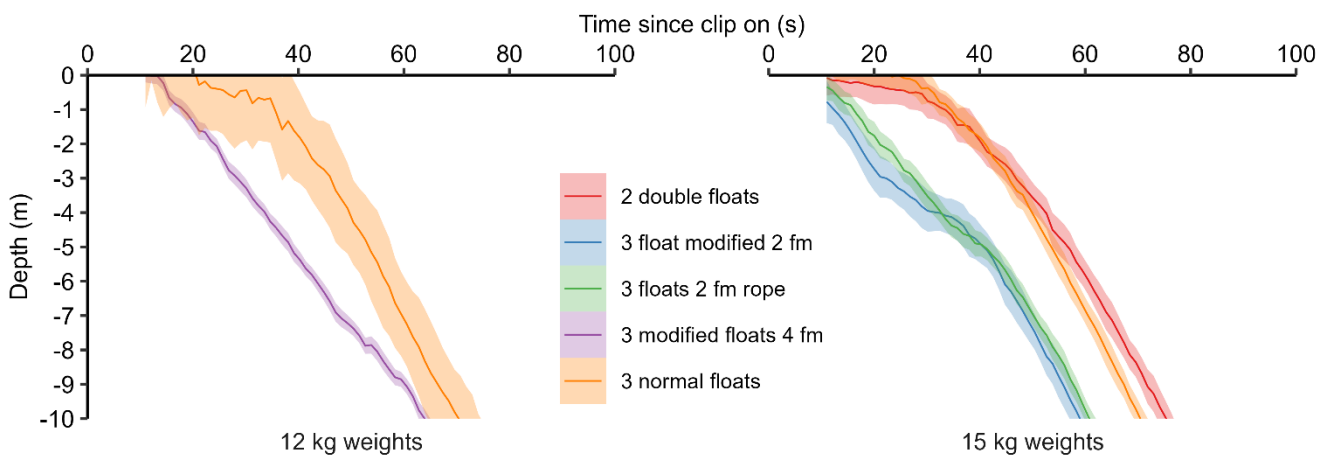 Time since clip on (s)
0 20 40 60 80 100
0 20 40 60 80 100
Depth (m)
0
-1
-2
-3
-4
-5
-6
-7
-8
-9
-10
2 double floats
3 float modified 2 fm
3 floats 2 fm rope
3 modified floats 4 fm
3 normal floats
12 kg weights
15 kg weights